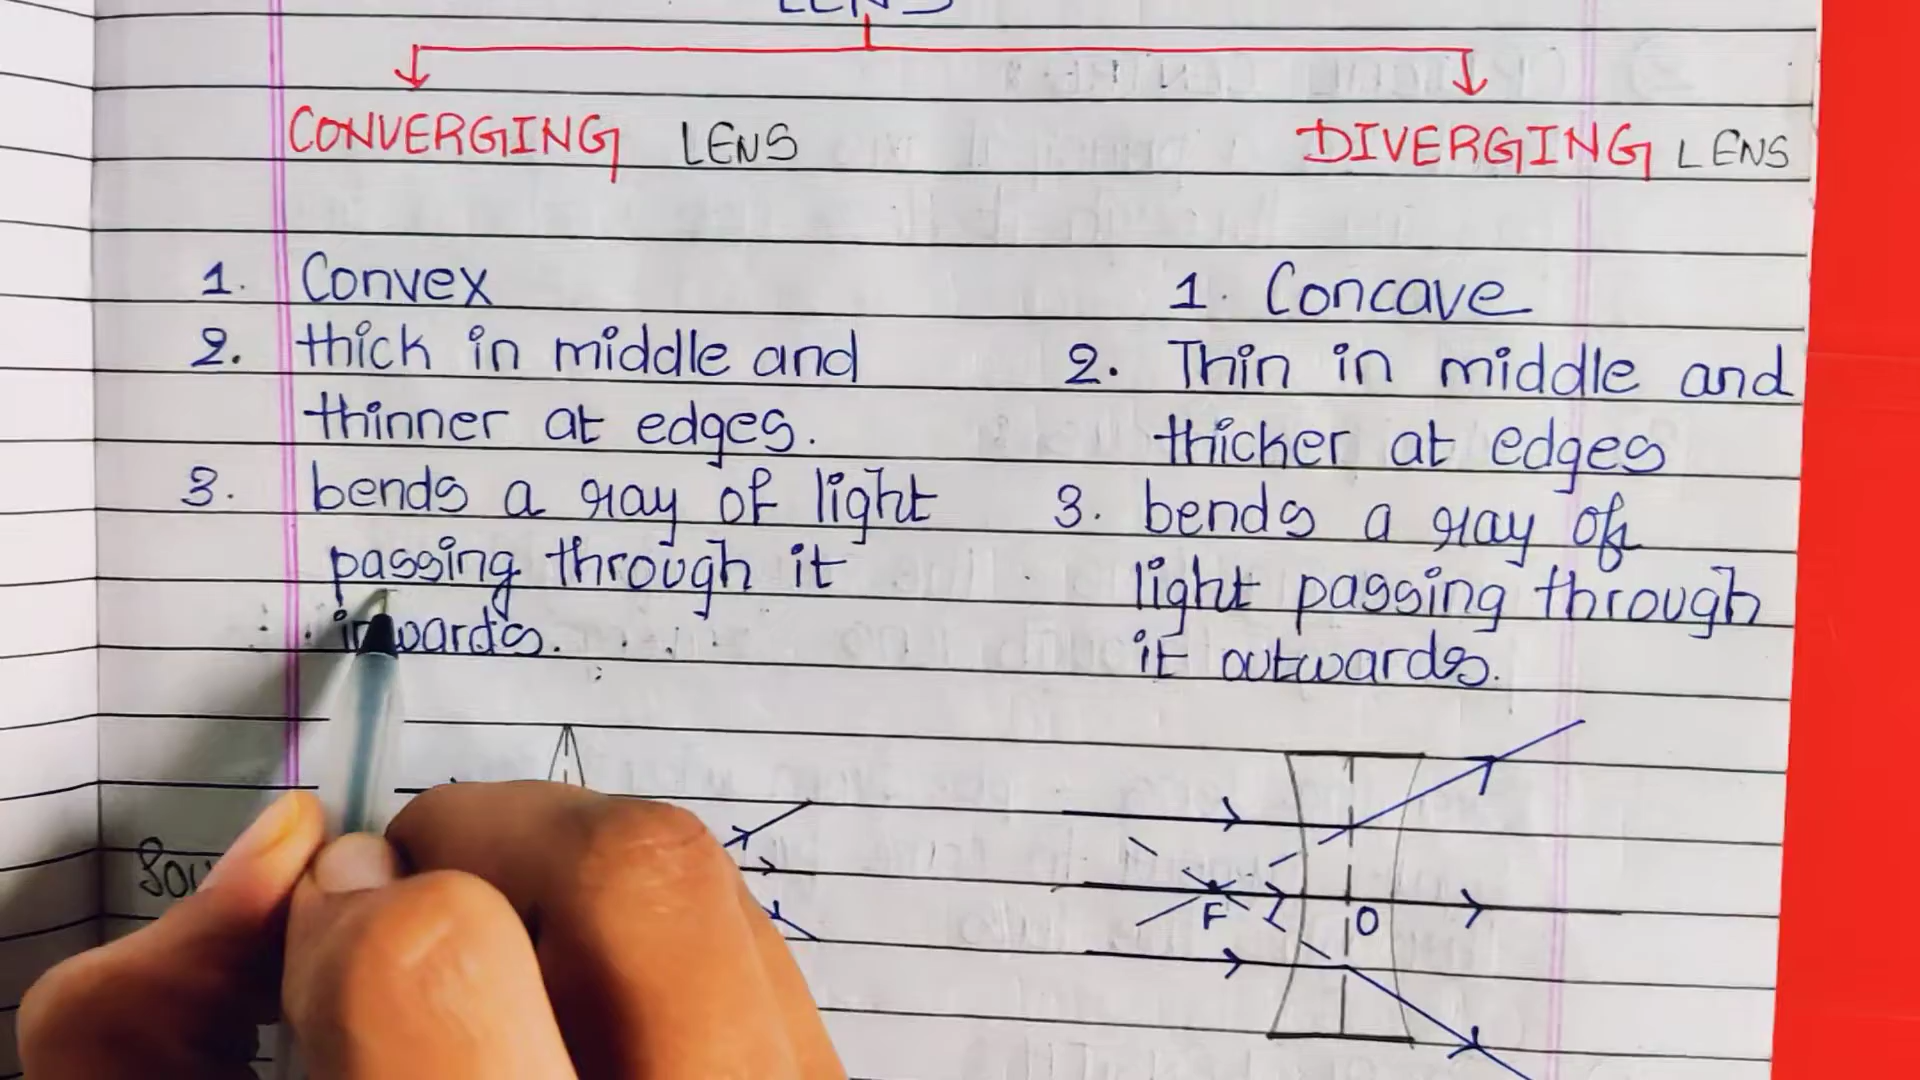 LENS
CONVERGING LENS
DIVERGING LENS
1. Convex
2. thick in middle and
thinner at edges.
3. bends a ray of light
passing through it
inwards.
1. Concave
2. Thin in middle and
thicker at edges
3. bends a ray of
light passing through
it outwards.
F
O